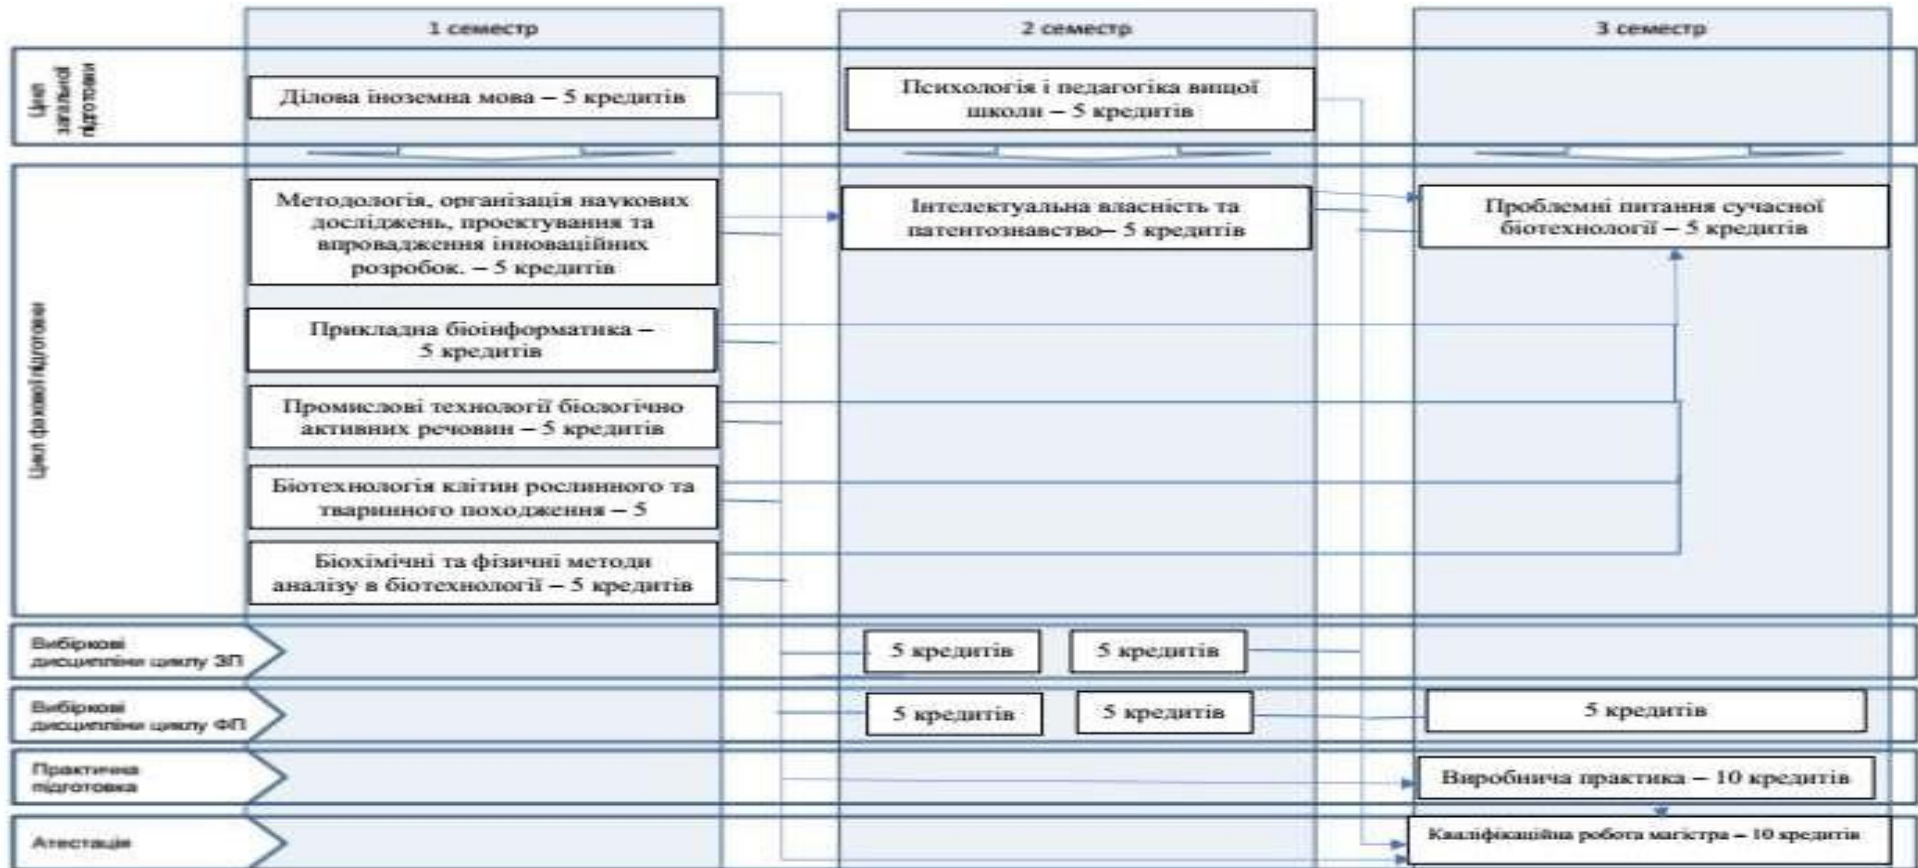 1 семестр
2 семестр
3 семестр
Цикл
загальної
підготовки
Ділова іноземна мова – 5 кредитів
Психологія і педагогіка вищої
школи – 5 кредитів
Цикл фахової підготовки
Методологія, організація наукових
досліджень, проектування та
впровадження інноваційних
розробок. – 5 кредитів
Інтелектуальна власність та
патентознавство– 5 кредитів
Проблемні питання сучасної
біотехнології – 5 кредитів
Прикладна біоінформатика –
5 кредитів
Промислові технології біологічно
активних речовин – 5 кредитів
Біотехнологія клітин рослинного та
тваринного походження – 5
Біохімічні та фізичні методи
аналізу в біотехнології – 5 кредитів
Вибіркові
дисципліни циклу ЗП
5 кредитів
5 кредитів
Вибіркові
дисципліни циклу ФП
5 кредитів
5 кредитів
5 кредитів
Практична
підготовка
Виробнича практика – 10 кредитів
Атестація
Кваліфікаційна робота магістра – 10 кредитів